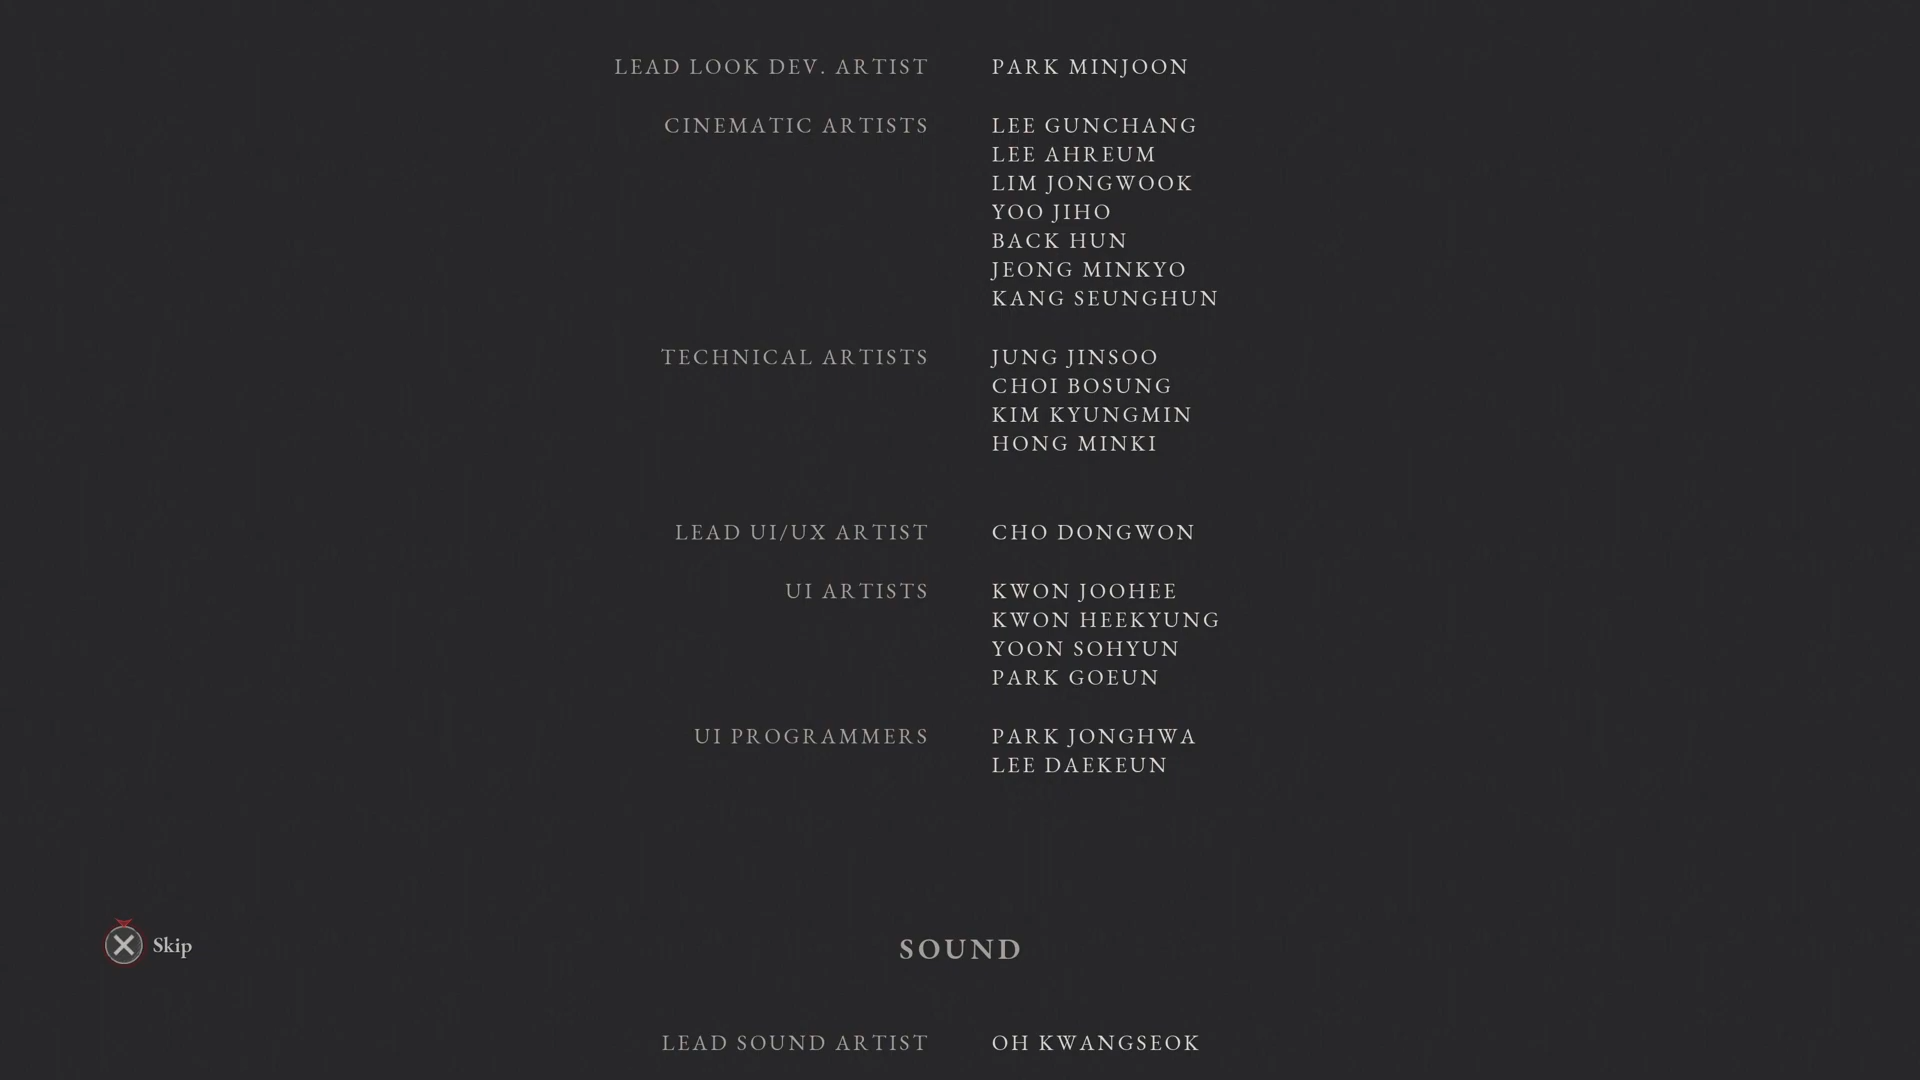 LEAD LOOK DEV. ARTIST PARK MINJOON
CINEMATIC ARTISTS LEE GUNCHANG
LEE AHREUM
LIM JONGWOOK
YOO JIHO
BACK HUN
JEONG MINKYO
KANG SEUNGHUN
TECHNICAL ARTISTS JUNG JINSOO
CHOI BOSUNG
KIM KYUNGMIN
HONG MINKI
LEAD UI/UX ARTIST CHO DONGWON
UI ARTISTS KWON JOOHEE
KWON HEEKYUNG
YOON SOHYUN
PARK GOEUN
UI PROGRAMMERS PARK JONGHWA
LEE DAEKEUN
Skip
SOUND
LEAD SOUND ARTIST OH KWANGSEOK